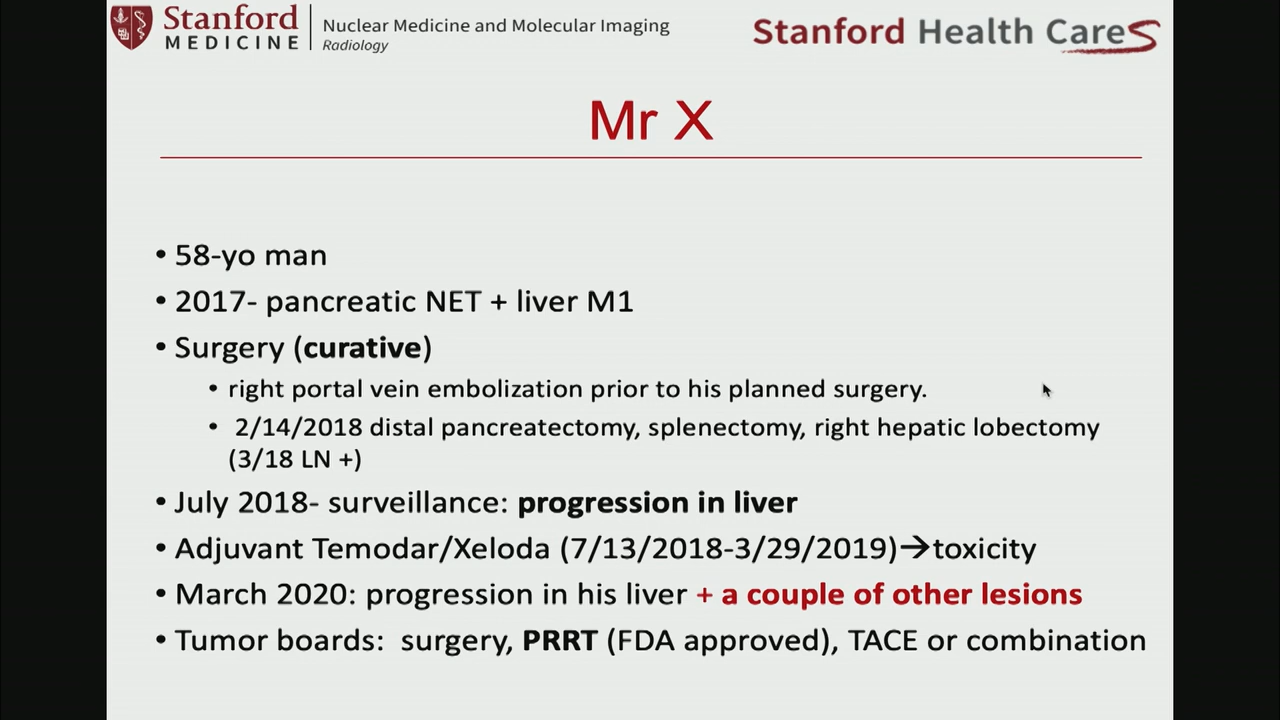 Stanford MEDICINE
Nuclear Medicine and Molecular Imaging
Radiology
Stanford Health Care
Mr X
• 58-yo man
• 2017- pancreatic NET + liver M1
• Surgery (curative)
• right portal vein embolization prior to his planned surgery.
• 2/14/2018 distal pancreatectomy, splenectomy, right hepatic lobectomy
(3/18 LN +)
• July 2018- surveillance: progression in liver
• Adjuvant Temodar/Xeloda (7/13/2018-3/29/2019)→toxicity
• March 2020: progression in his liver + a couple of other lesions
• Tumor boards:  surgery, PRRT (FDA approved), TACE or combination